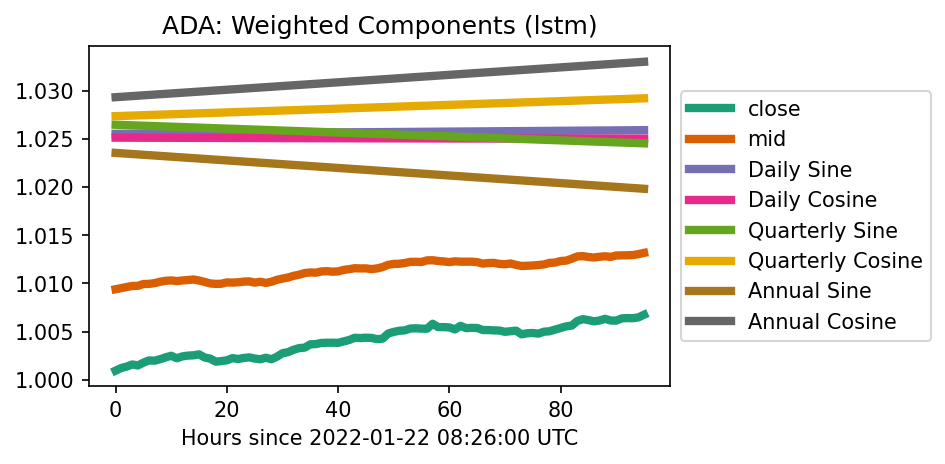 ADA: Weighted Components (lstm)
1.030
1.025
1.020
1.015
1.010
1.005
1.000
0
20
40
60
80
Hours since 2022-01-22 08:26:00 UTC
close
mid
Daily Sine
Daily Cosine
Quarterly Sine
Quarterly Cosine
Annual Sine
Annual Cosine